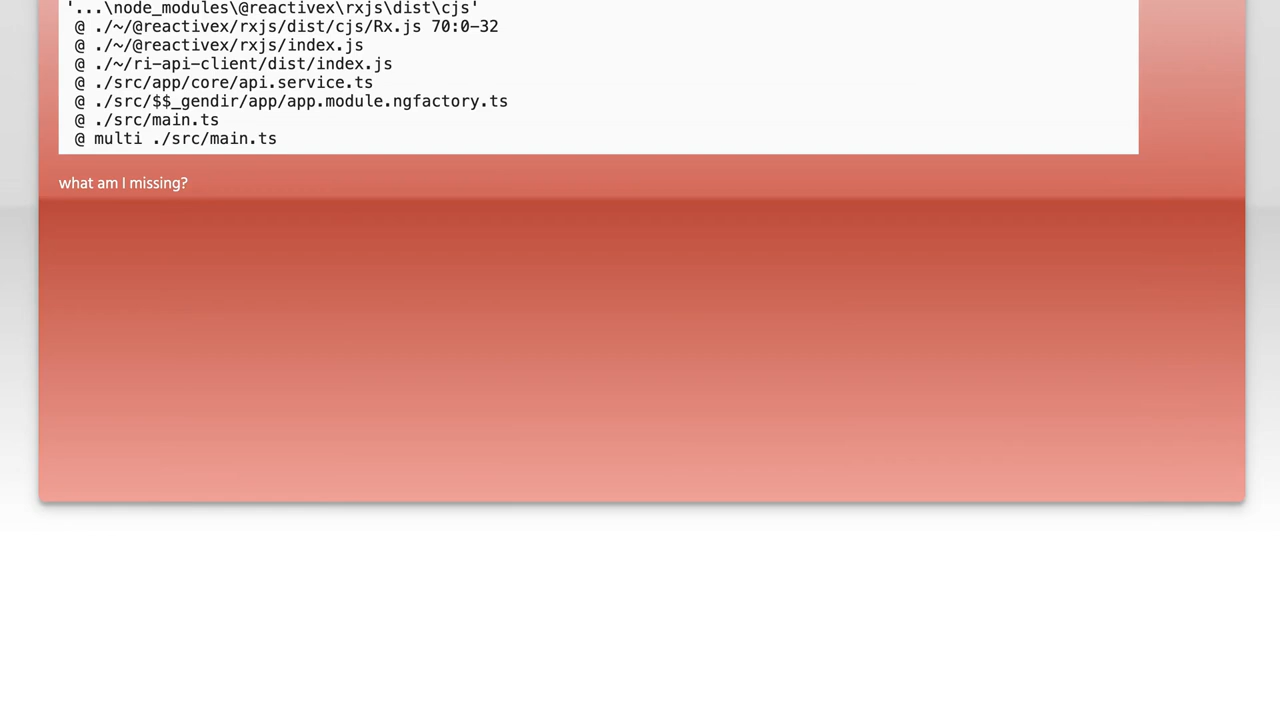 '...\node_modules\@reactivex\rxjs\dist\cjs'
@ ./~/@reactivex/rxjs/dist/cjs/Rx.js 70:0-32
@ ./~/@reactivex/rxjs/index.js
@ ./~/ri-api-client/dist/index.js
@ ./src/app/core/api.service.ts
@ ./src/$$_gendir/app/app.module.ngfactory.ts
@ ./src/main.ts
@ multi ./src/main.ts
what am I missing?